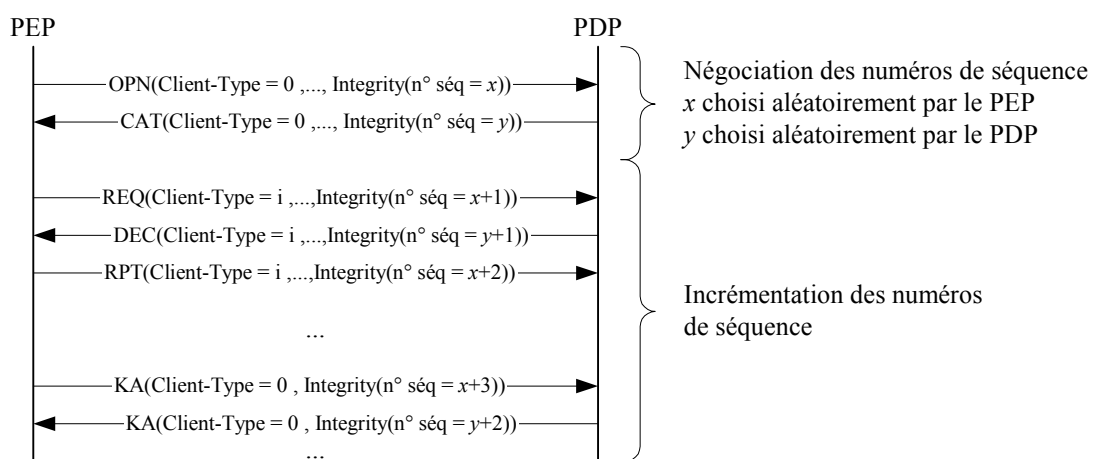 PEP
PDP
OPN(Client-Type = 0 ,..., Integrity(n° séq = x))
CAT(Client-Type = 0 ,..., Integrity(n° séq = y))
Négociation des numéros de séquence
x choisi aléatoirement par le PEP
y choisi aléatoirement par le PDP
REQ(Client-Type = i ,...,Integrity(n° séq = x+1))
DEC(Client-Type = i ,...,Integrity(n° séq = y+1))
RPT(Client-Type = i ,...,Integrity(n° séq = x+2))
...
Incrémentation des numéros
de séquence
KA(Client-Type = 0 , Integrity(n° séq = x+3))
KA(Client-Type = 0 , Integrity(n° séq = y+2))
...